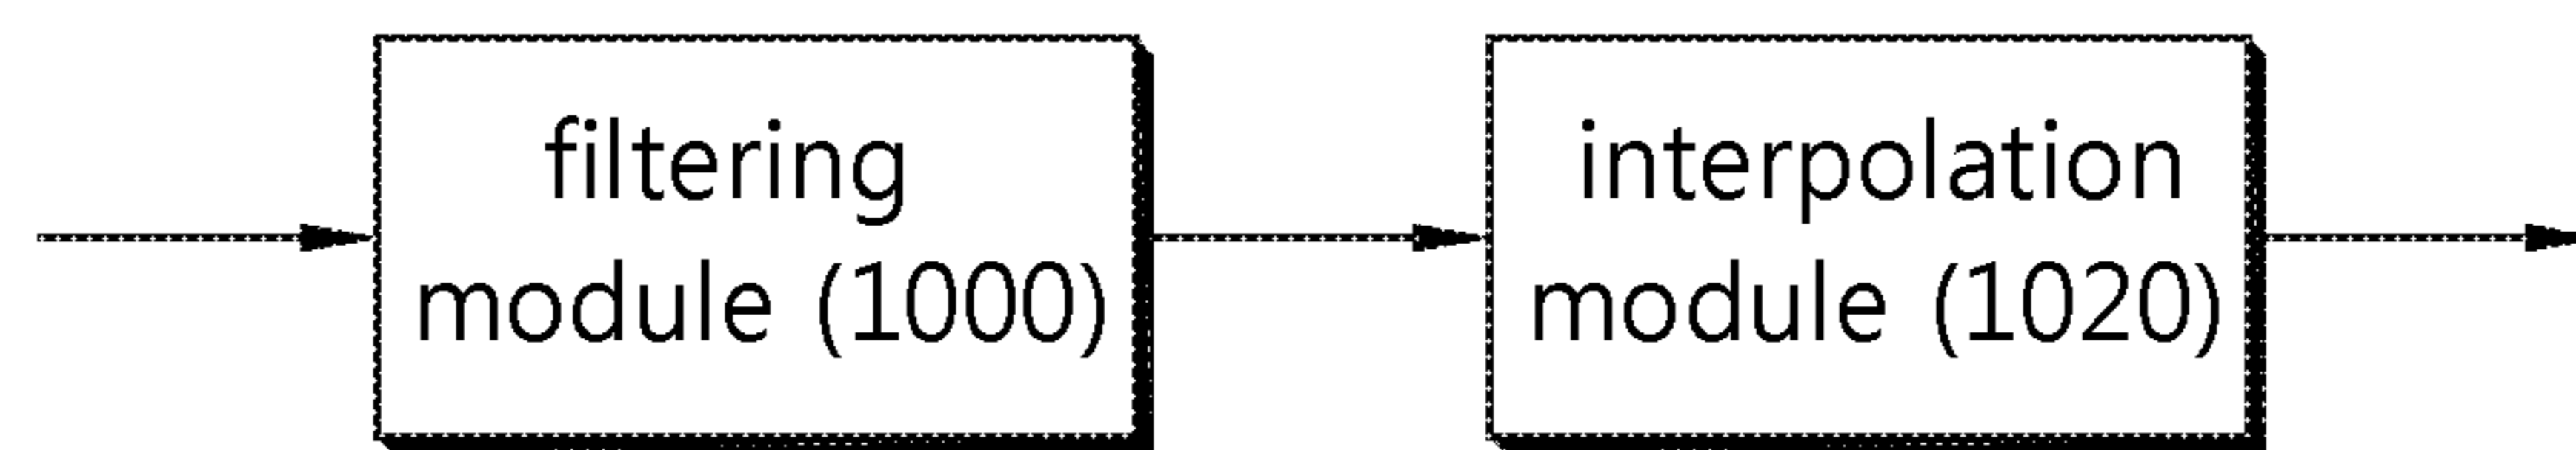 filtering
module (1000)
interpolation
module (1020)